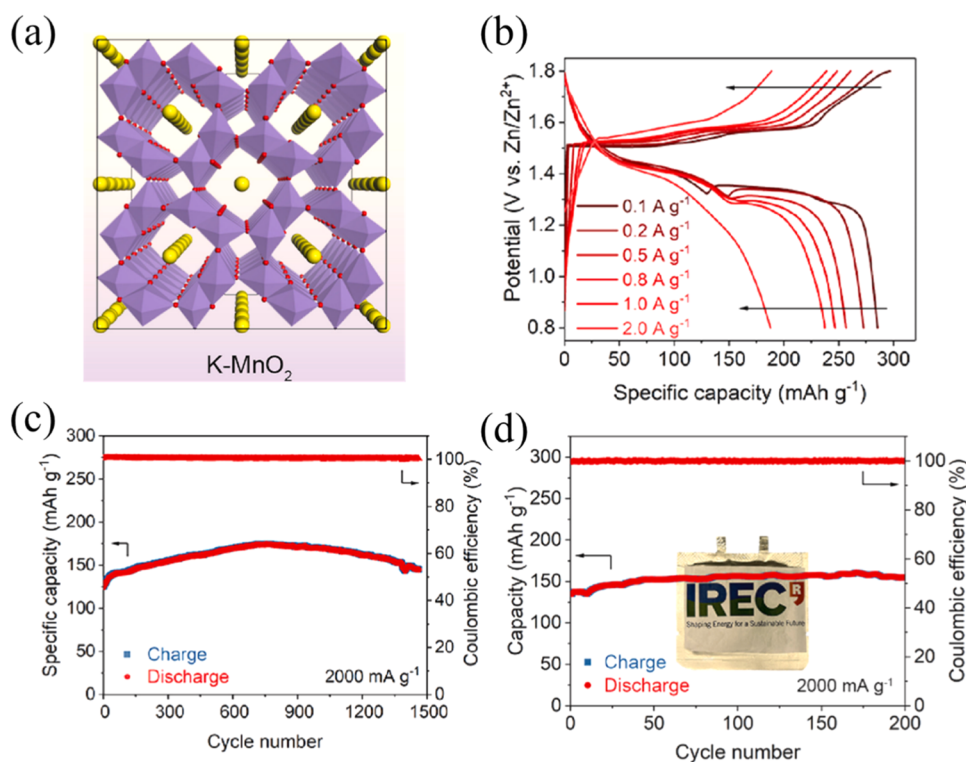 (a)
K-MnO₂
(b)
Potential (V vs. Zn/Zn²⁺)
1.8
1.6
1.4
1.2
1.0
0.8
0.1 A g⁻¹
0.2 A g⁻¹
0.5 A g⁻¹
0.8 A g⁻¹
1.0 A g⁻¹
2.0 A g⁻¹
0 50 100 150 200 250 300
Specific capacity (mAh g⁻¹)
(c)
Specific capacity (mAh g⁻¹)
300
250
200
150
100
50
0
Charge
Discharge
2000 mA g⁻¹
0 300 600 900 1200 1500
Cycle number
100
80
60
40
20
0
Coulombic efficiency (%)
(d)
Capacity (mAh g⁻¹)
300
250
200
150
100
50
0
IREC R
Shaping Energy for a Sustainable Future
Charge
Discharge
2000 mA g⁻¹
0 50 100 150 200
Cycle number
100
80
60
40
20
0
Coulombic efficiency (%)